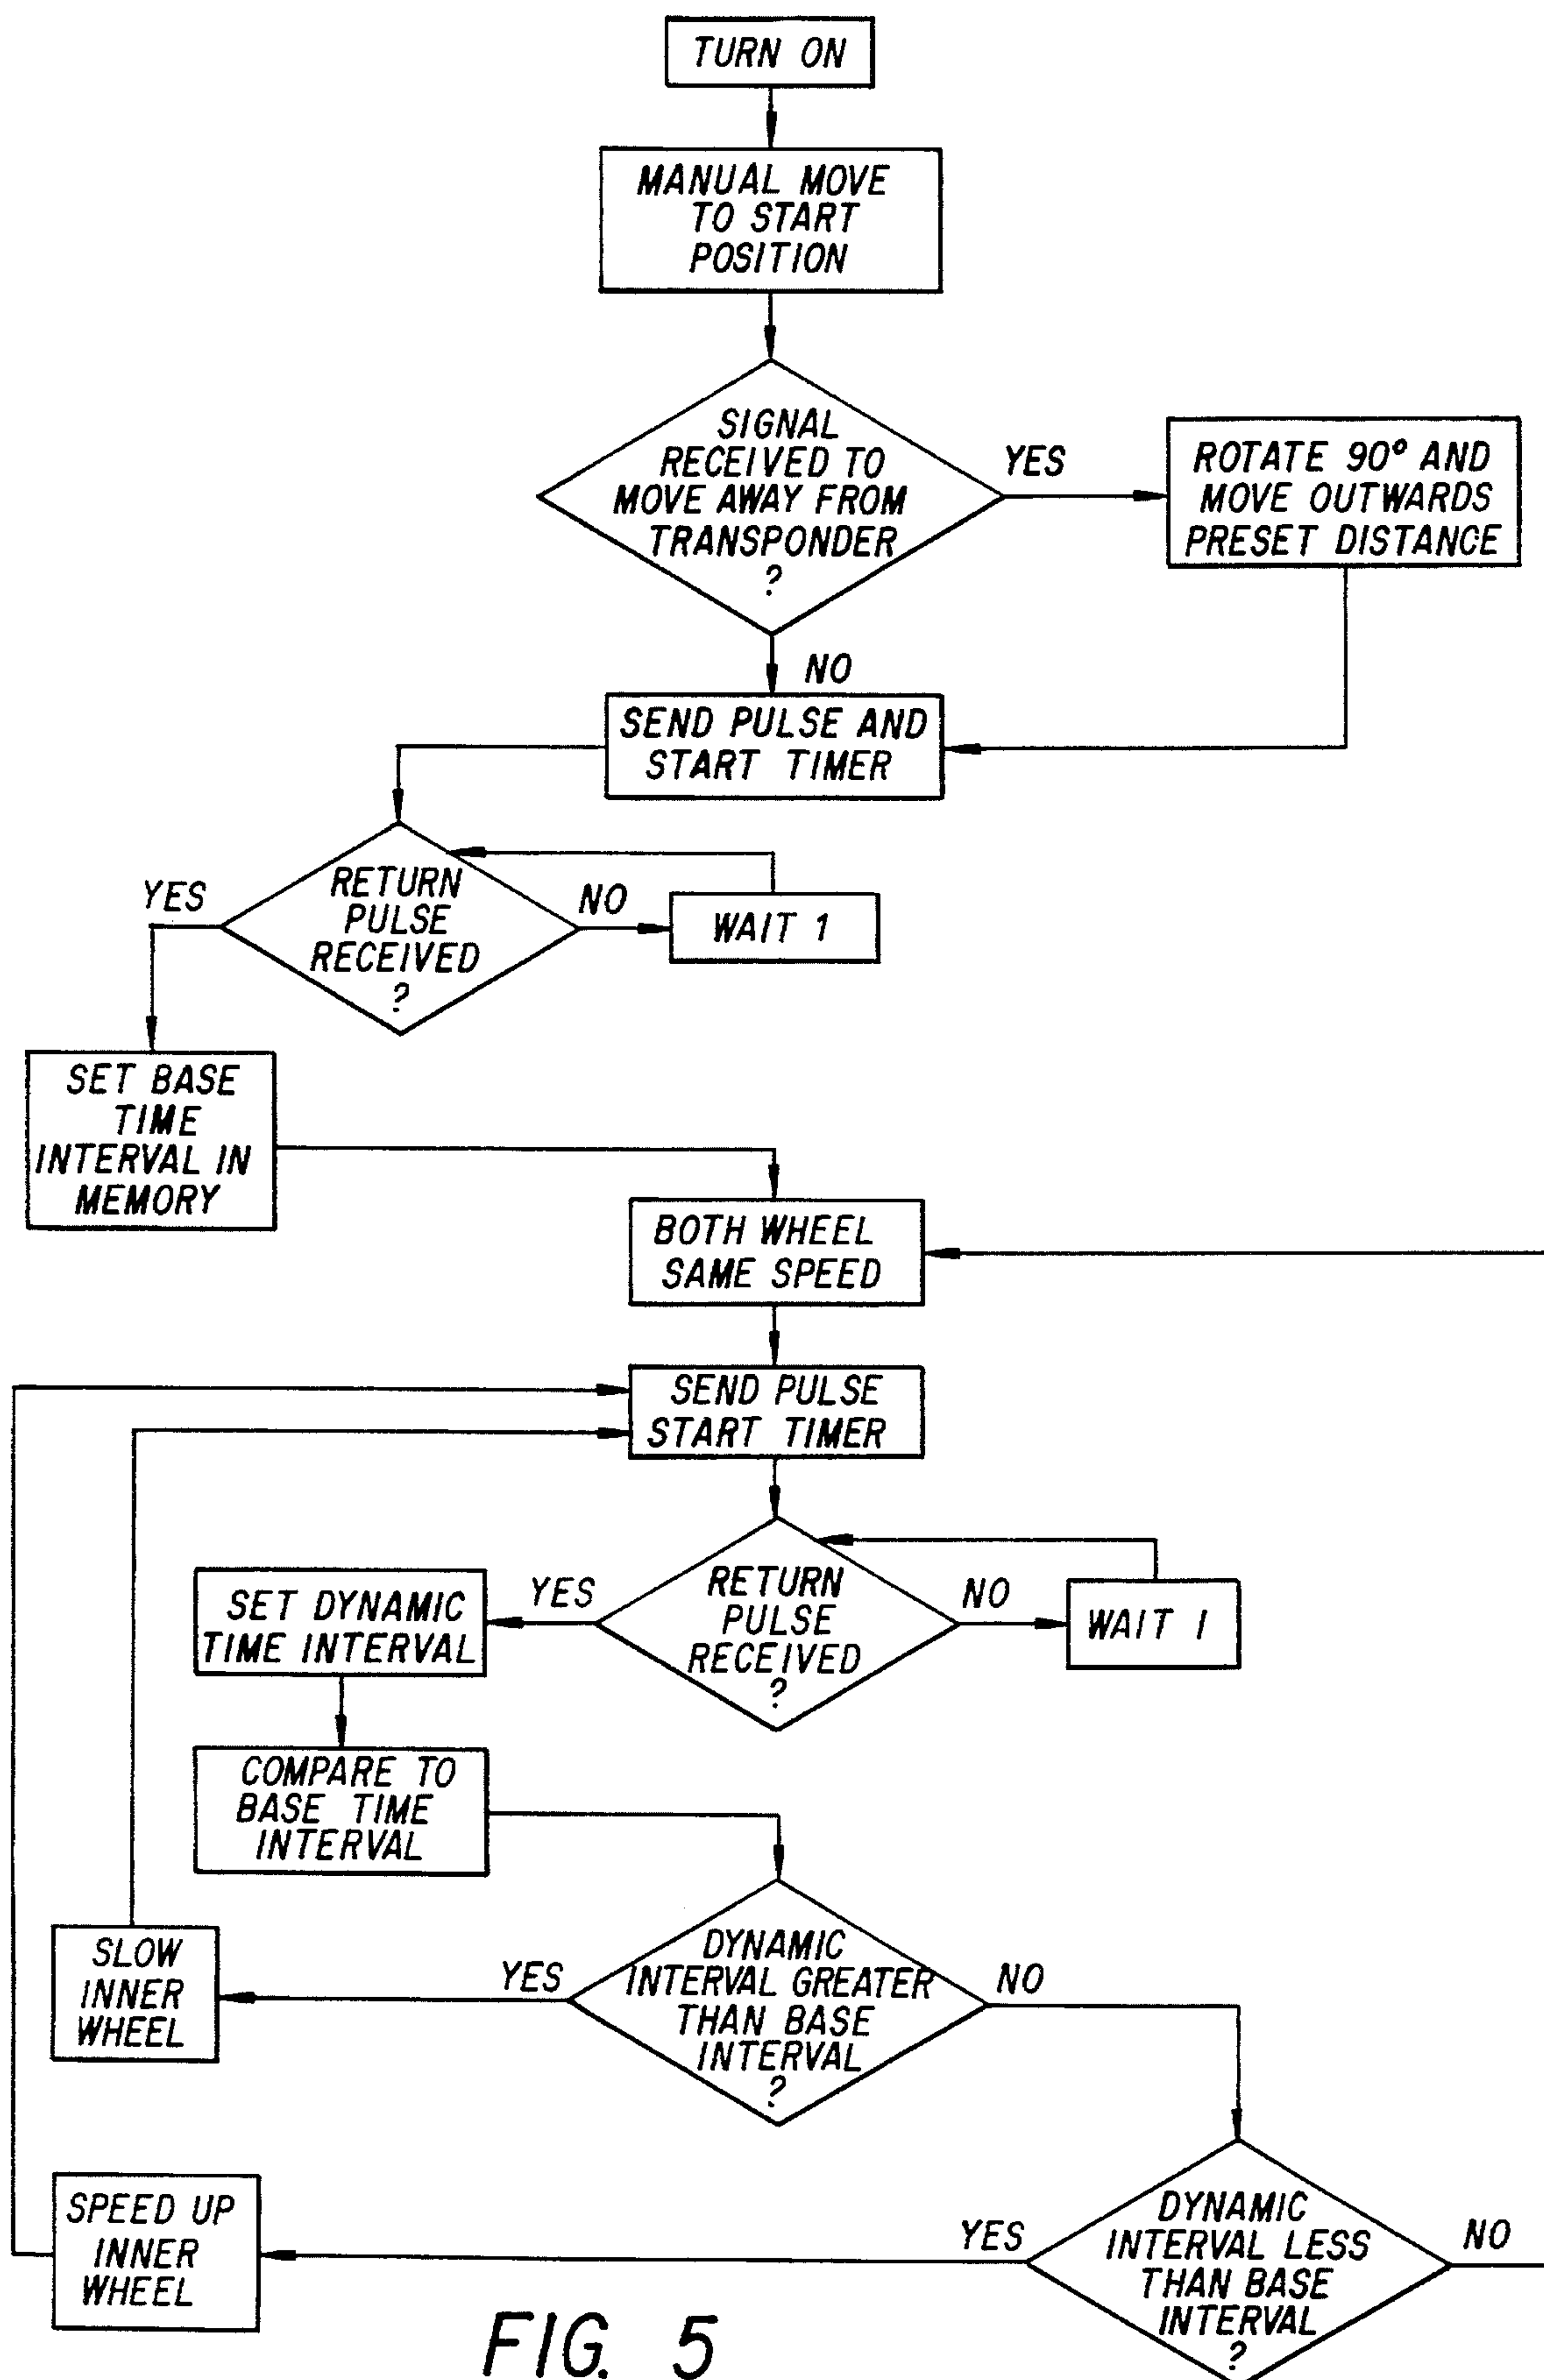 TURN ON
MANUAL MOVE
TO START
POSITION
SIGNAL
RECEIVED TO
MOVE AWAY FROM
TRANSPONDER
?
YES
ROTATE 90° AND
MOVE OUTWARDS
PRESET DISTANCE
NO
SEND PULSE AND
START TIMER
RETURN
PULSE
RECEIVED
?
YES
NO
WAIT 1
SET BASE
TIME
INTERVAL IN
MEMORY
BOTH WHEEL
SAME SPEED
SEND PULSE
START TIMER
RETURN
PULSE
RECEIVED
?
YES
NO
WAIT 1
SET DYNAMIC
TIME INTERVAL
COMPARE TO
BASE TIME
INTERVAL
DYNAMIC
INTERVAL GREATER
THAN BASE
INTERVAL
?
YES
NO
SLOW
INNER
WHEEL
DYNAMIC
INTERVAL LESS
THAN BASE
INTERVAL
?
YES
NO
SPEED UP
INNER
WHEEL
FIG. 5